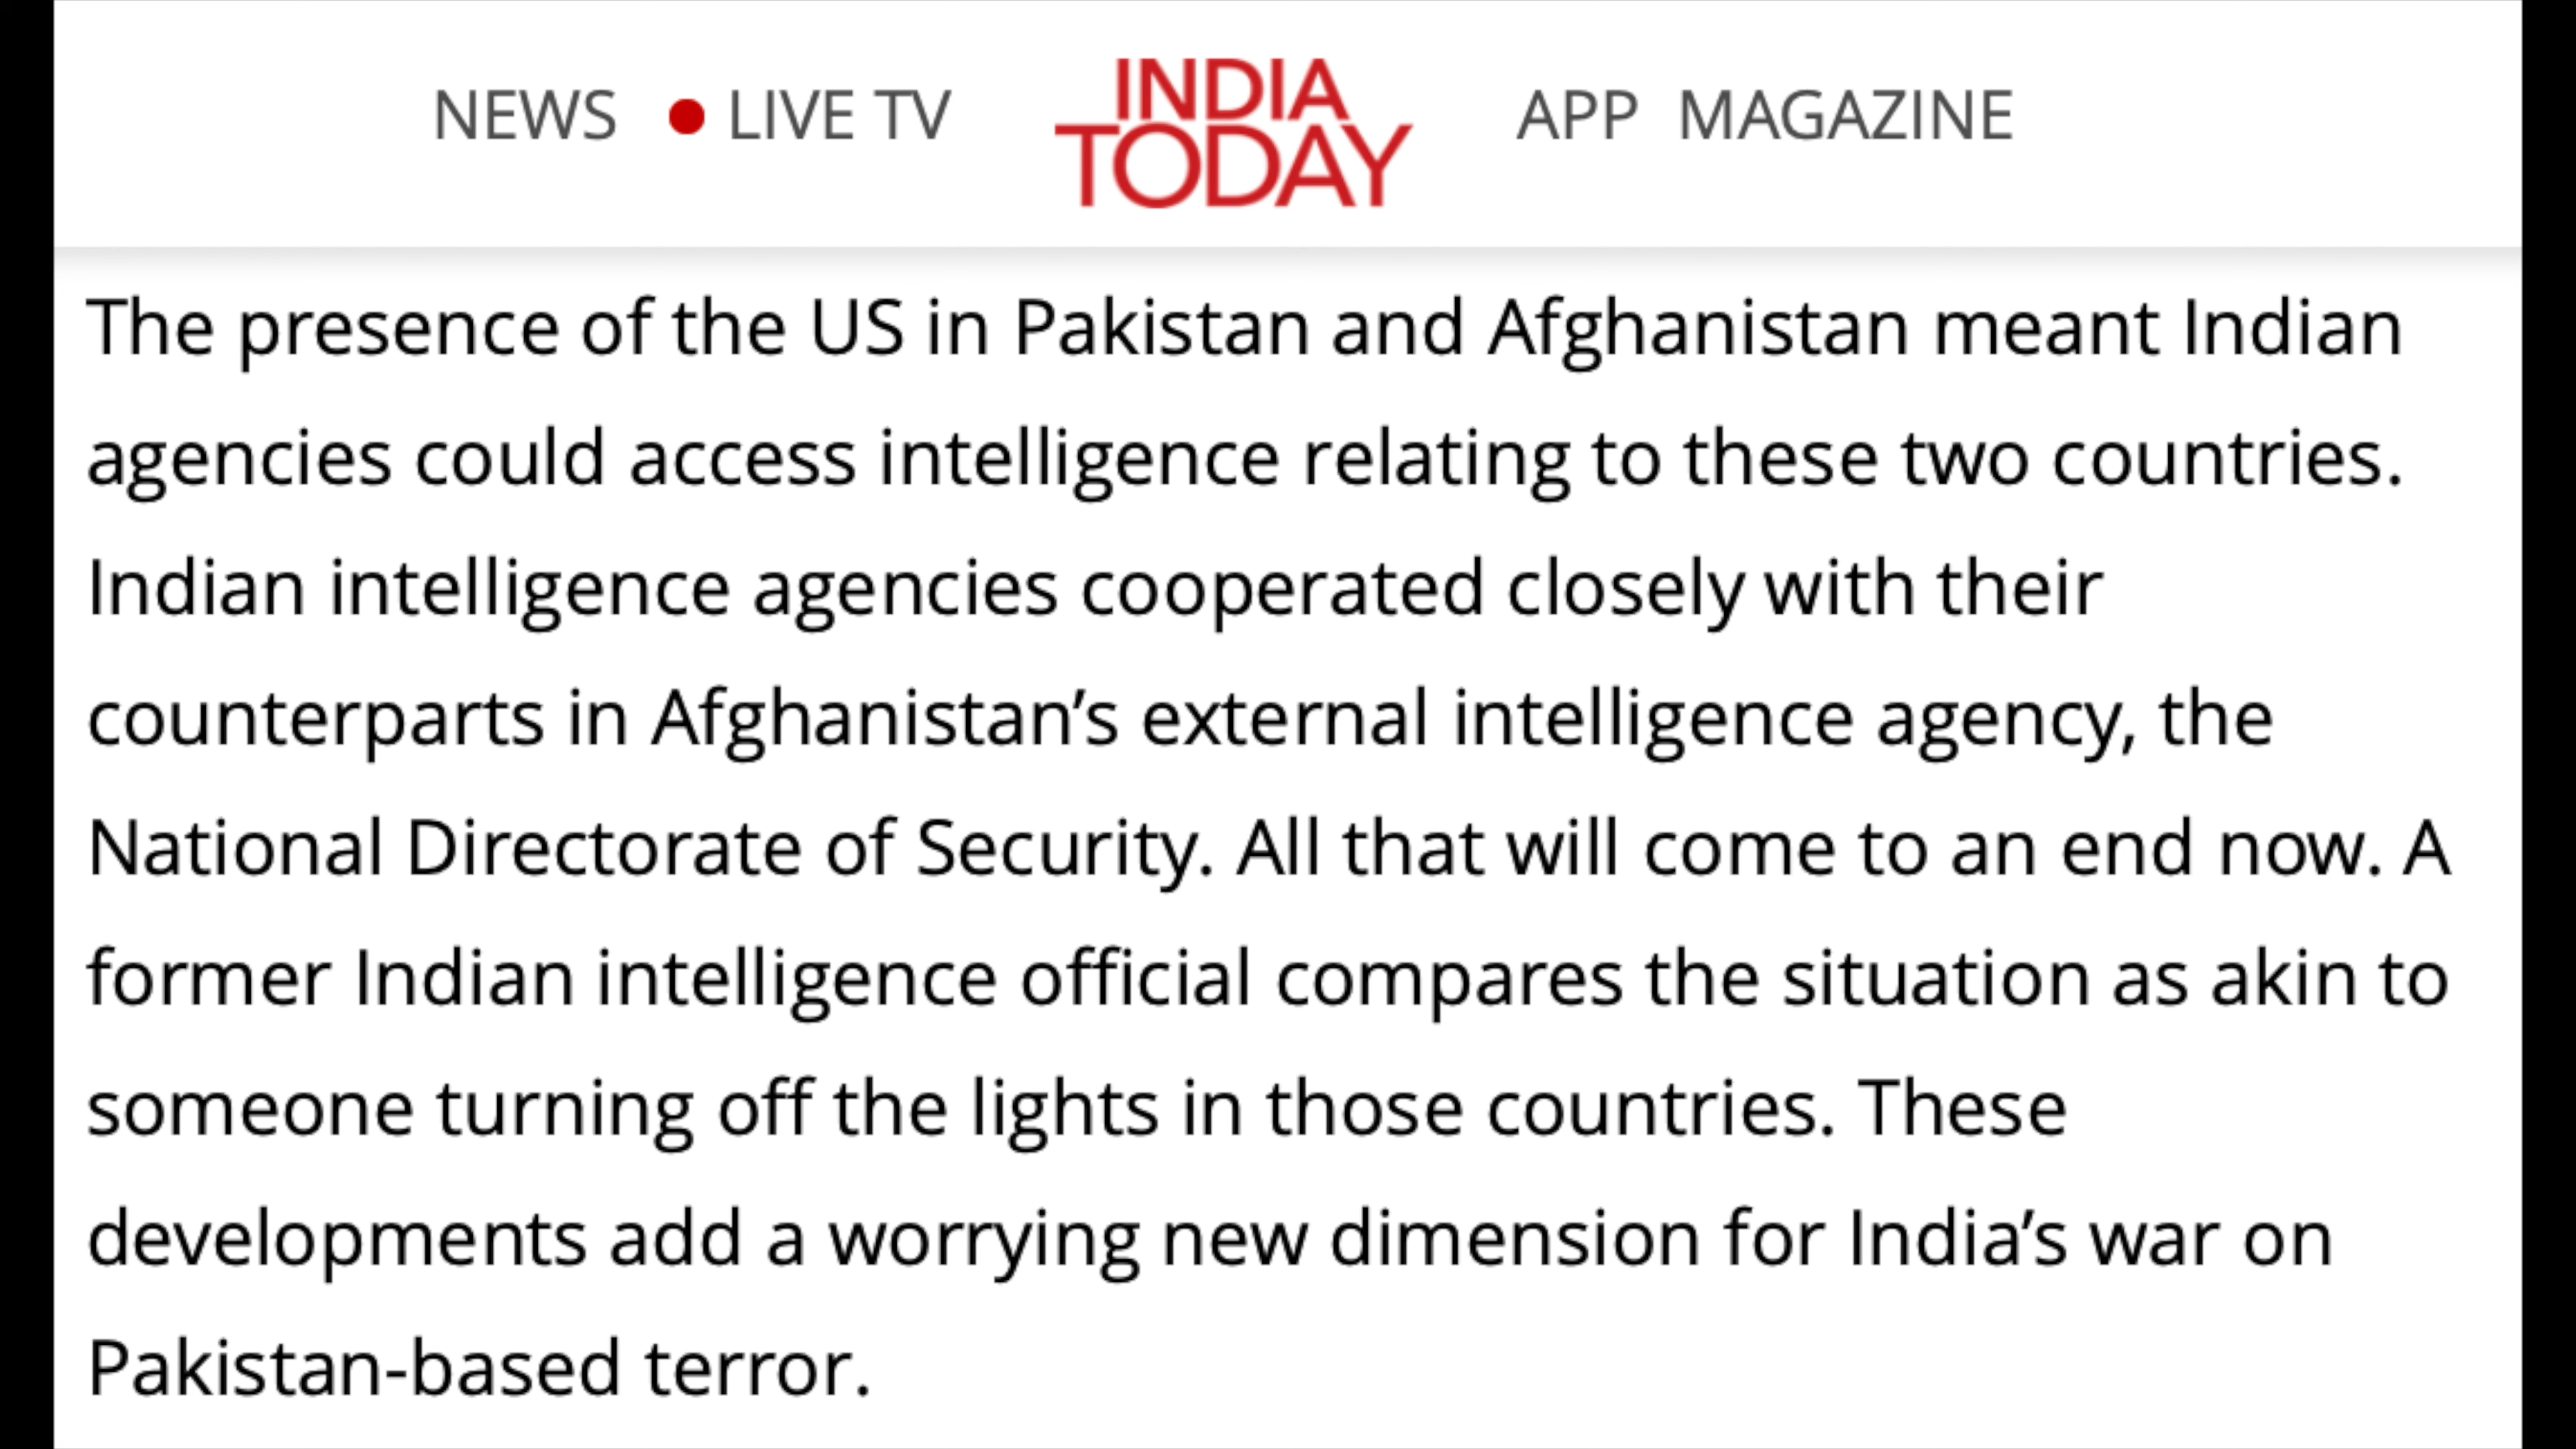 NEWS LIVE TV INDIA TODAY APP MAGAZINE
The presence of the US in Pakistan and Afghanistan meant Indian
agencies could access intelligence relating to these two countries.
Indian intelligence agencies cooperated closely with their
counterparts in Afghanistan’s external intelligence agency, the
National Directorate of Security. All that will come to an end now. A
former Indian intelligence official compares the situation as akin to
someone turning off the lights in those countries. These
developments add a worrying new dimension for India’s war on
Pakistan-based terror.